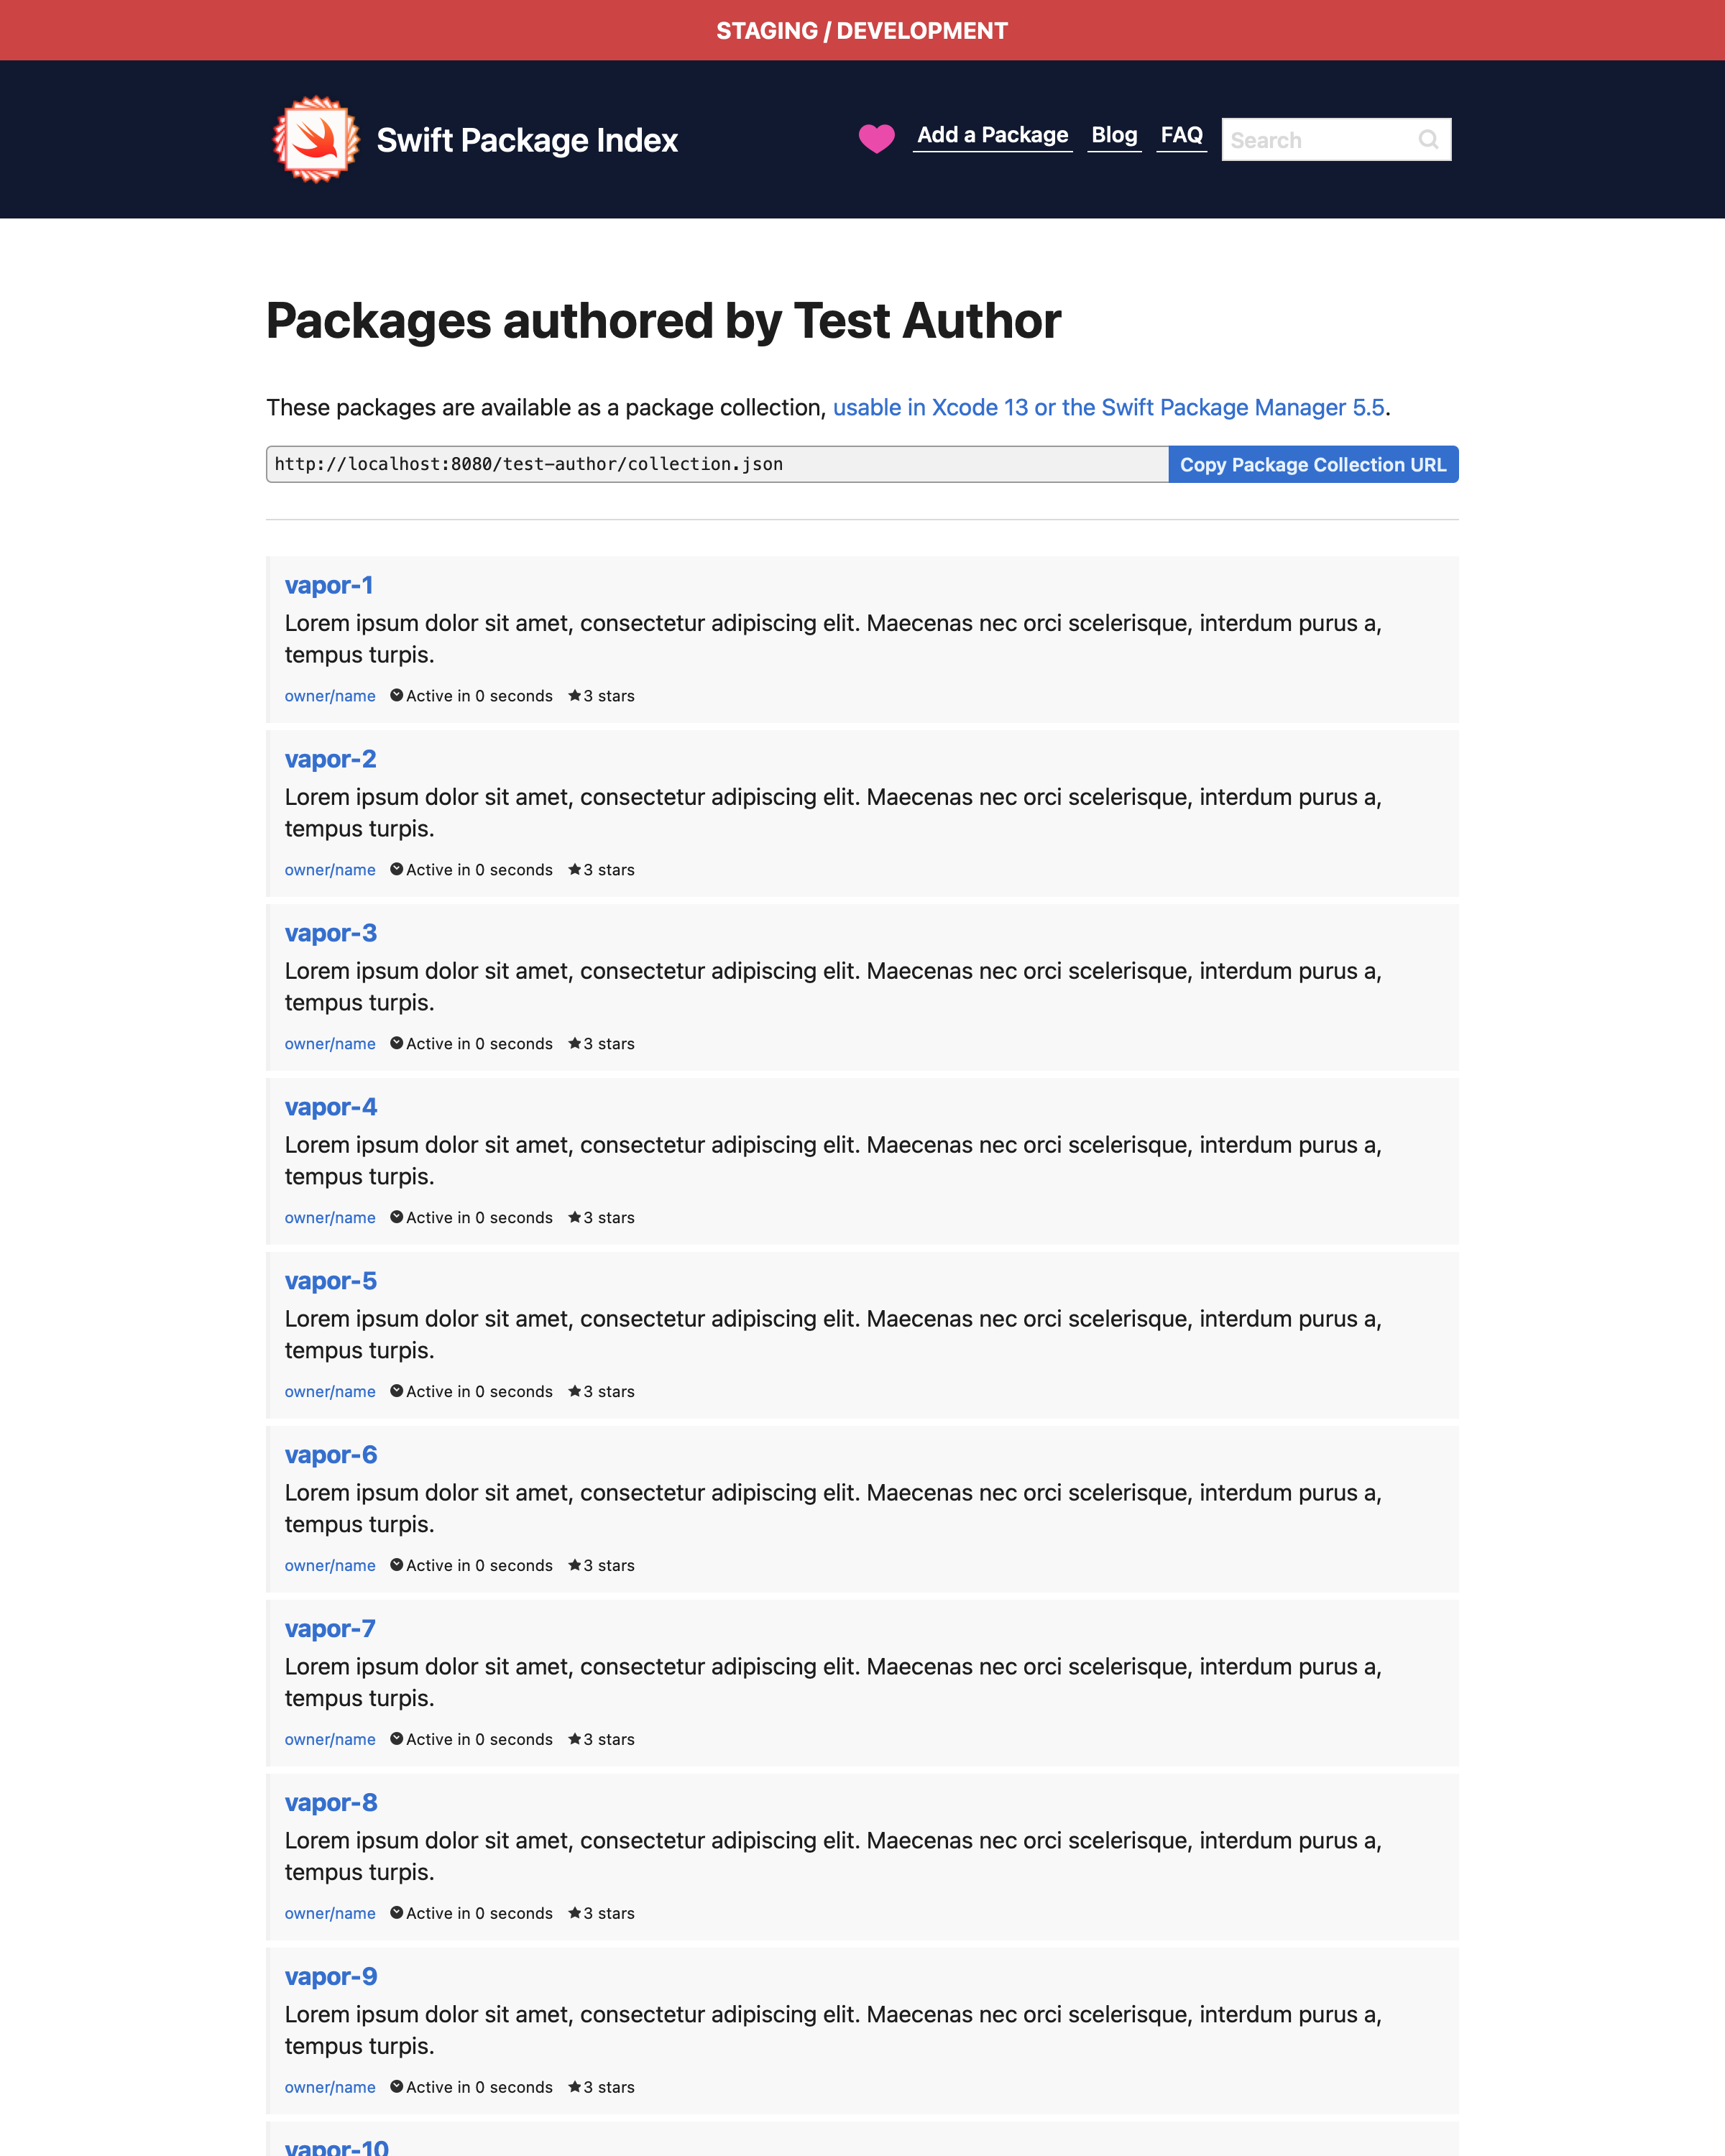 STAGING / DEVELOPMENT
Swift Package Index
Add a Package
Blog
FAQ
Search
Packages authored by Test Author
These packages are available as a package collection, usable in Xcode 13 or the Swift Package Manager 5.5.
http://localhost:8080/test-author/collection.json
Copy Package Collection URL
vapor-1
Lorem ipsum dolor sit amet, consectetur adipiscing elit. Maecenas nec orci scelerisque, interdum purus a,
tempus turpis.
owner/name Active in 0 seconds 3 stars
vapor-2
Lorem ipsum dolor sit amet, consectetur adipiscing elit. Maecenas nec orci scelerisque, interdum purus a,
tempus turpis.
owner/name Active in 0 seconds 3 stars
vapor-3
Lorem ipsum dolor sit amet, consectetur adipiscing elit. Maecenas nec orci scelerisque, interdum purus a,
tempus turpis.
owner/name Active in 0 seconds 3 stars
vapor-4
Lorem ipsum dolor sit amet, consectetur adipiscing elit. Maecenas nec orci scelerisque, interdum purus a,
tempus turpis.
owner/name Active in 0 seconds 3 stars
vapor-5
Lorem ipsum dolor sit amet, consectetur adipiscing elit. Maecenas nec orci scelerisque, interdum purus a,
tempus turpis.
owner/name Active in 0 seconds 3 stars
vapor-6
Lorem ipsum dolor sit amet, consectetur adipiscing elit. Maecenas nec orci scelerisque, interdum purus a,
tempus turpis.
owner/name Active in 0 seconds 3 stars
vapor-7
Lorem ipsum dolor sit amet, consectetur adipiscing elit. Maecenas nec orci scelerisque, interdum purus a,
tempus turpis.
owner/name Active in 0 seconds 3 stars
vapor-8
Lorem ipsum dolor sit amet, consectetur adipiscing elit. Maecenas nec orci scelerisque, interdum purus a,
tempus turpis.
owner/name Active in 0 seconds 3 stars
vapor-9
Lorem ipsum dolor sit amet, consectetur adipiscing elit. Maecenas nec orci scelerisque, interdum purus a,
tempus turpis.
owner/name Active in 0 seconds 3 stars
vapor-10